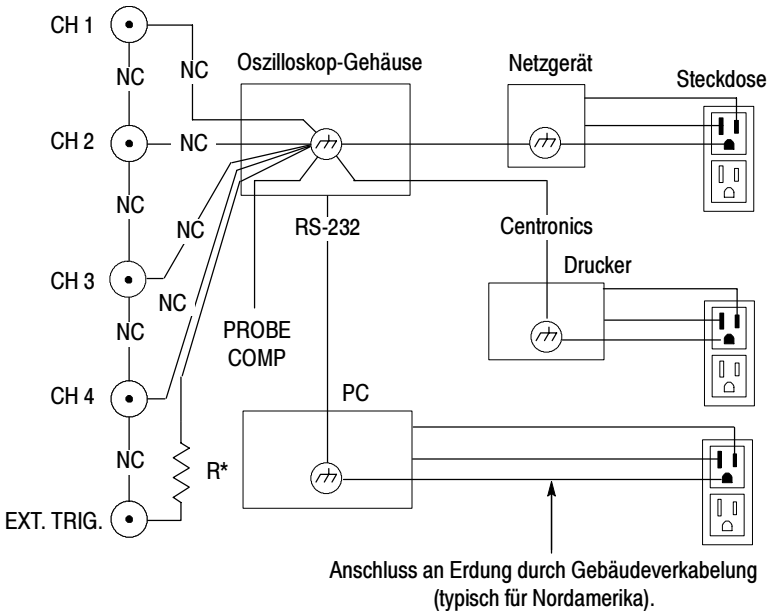 CH 1
NC
NC
Oszilloskop-Gehäuse
Netzgerät
Steckdose
CH 2
NC
NC
NC
RS-232
Centronics
CH 3
Drucker
NC
NC
PROBE
COMP
CH 4
PC
NC
R*
EXT. TRIG.
Anschluss an Erdung durch Gebäudeverkabelung
(typisch für Nordamerika).